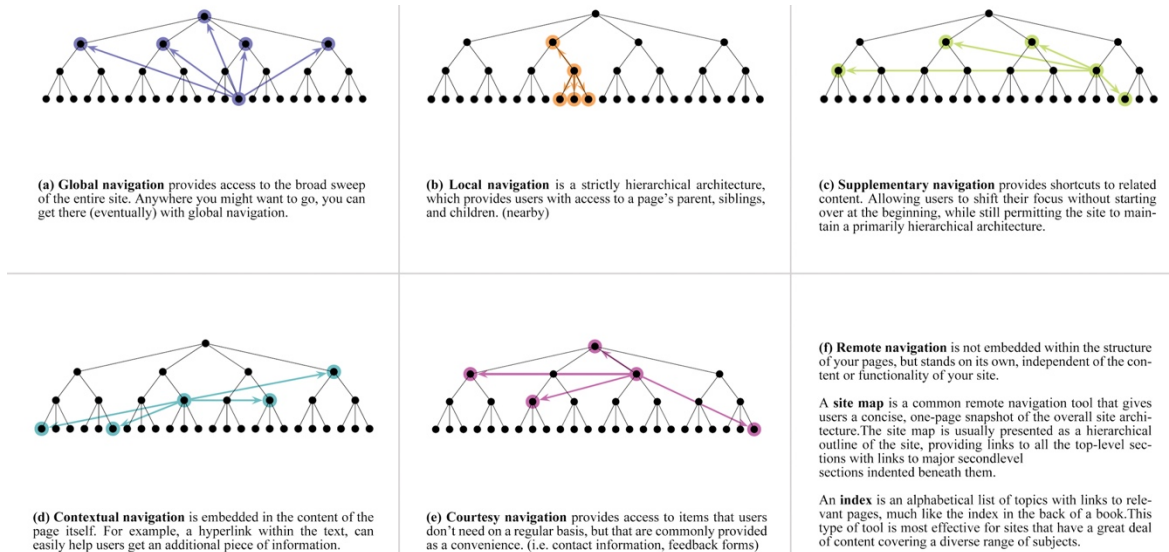 (a) Global navigation provides access to the broad sweep
of the entire site. Anywhere you might want to go, you can
get there (eventually) with global navigation.
(b) Local navigation is a strictly hierarchical architecture,
which provides users with access to a page's parent, siblings,
and children. (nearby)
(c) Supplementary navigation provides shortcuts to related
content. Allowing users to shift their focus without starting
over at the beginning, while still permitting the site to main-
tain a primarily hierarchical architecture.
(d) Contextual navigation is embedded in the content of the
page itself. For example, a hyperlink within the text, can
easily help users get an additional piece of information.
(e) Courtesy navigation provides access to items that users
don't need on a regular basis, but that are commonly provided
as a convenience. (i.e. contact information, feedback forms)
(f) Remote navigation is not embedded within the structure
of your pages, but stands on its own, independent of the con-
tent or functionality of your site.
A site map is a common remote navigation tool that gives
users a concise, one-page snapshot of the overall site archi-
tecture.The site map is usually presented as a hierarchical
outline of the site, providing links to all the top-level sec-
tions with links to major secondlevel
sections indented beneath them.
An index is an alphabetical list of topics with links to rele-
vant pages, much like the index in the back of a book.This
type of tool is most effective for sites that have a great deal
of content covering a diverse range of subjects.